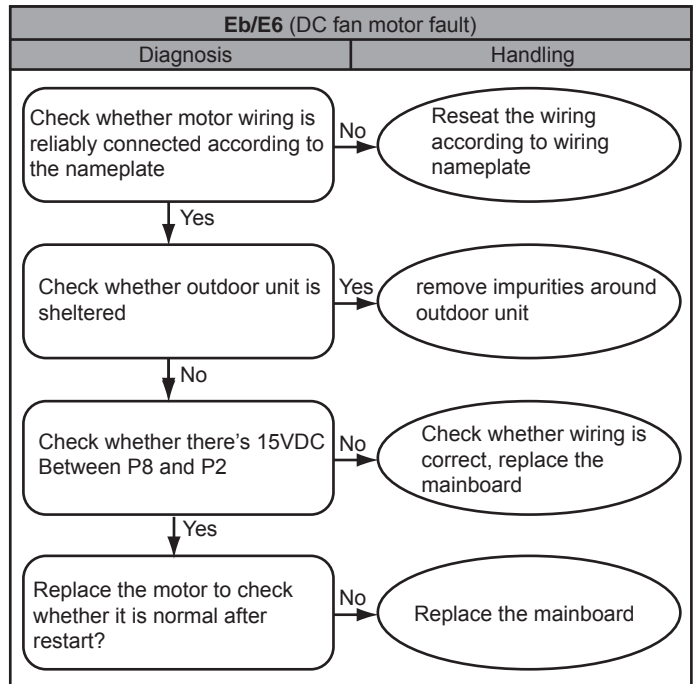 Eb/E6 (DC fan motor fault)
Diagnosis
Handling
Check whether motor wiring is
reliably connected according to
the nameplate
No
Reseat the wiring
according to wiring
nameplate
Yes
Check whether outdoor unit is
sheltered
Yes
remove impurities around
outdoor unit
No
Check whether there's 15VDC
Between P8 and P2
No
Check whether wiring is
correct, replace the
mainboard
Yes
Replace the motor to check
whether it is normal after
restart?
No
Replace the mainboard